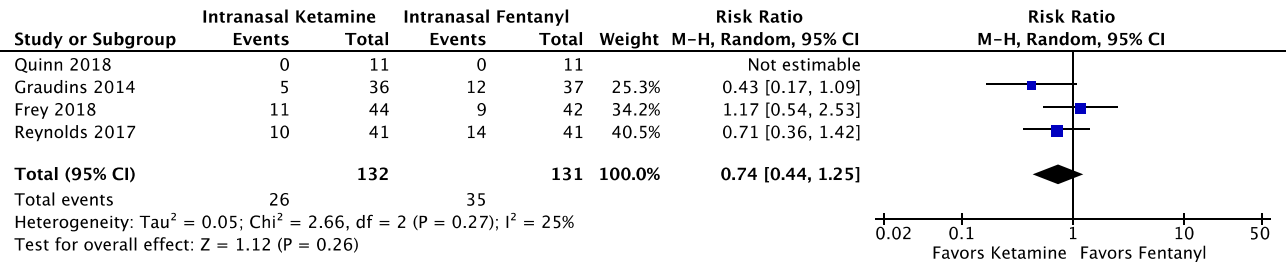 Intranasal Ketamine Intranasal Fentanyl Risk Ratio Risk Ratio
Study or Subgroup Events Total Events Total Weight M-H, Random, 95% CI M-H, Random, 95% CI
Quinn 2018 0 11 0 11 Not estimable
Graudins 2014 5 36 12 37 25.3% 0.43 [0.17, 1.09]
Frey 2018 11 44 9 42 34.2% 1.17 [0.54, 2.53]
Reynolds 2017 10 41 14 41 40.5% 0.71 [0.36, 1.42]
Total (95% CI) 132 131 100.0% 0.74 [0.44, 1.25]
Total events 26 35
Heterogeneity: Tau² = 0.05; Chi² = 2.66, df = 2 (P = 0.27); I² = 25%
Test for overall effect: Z = 1.12 (P = 0.26)
0.02 0.1 1 10 50
Favors Ketamine Favors Fentanyl